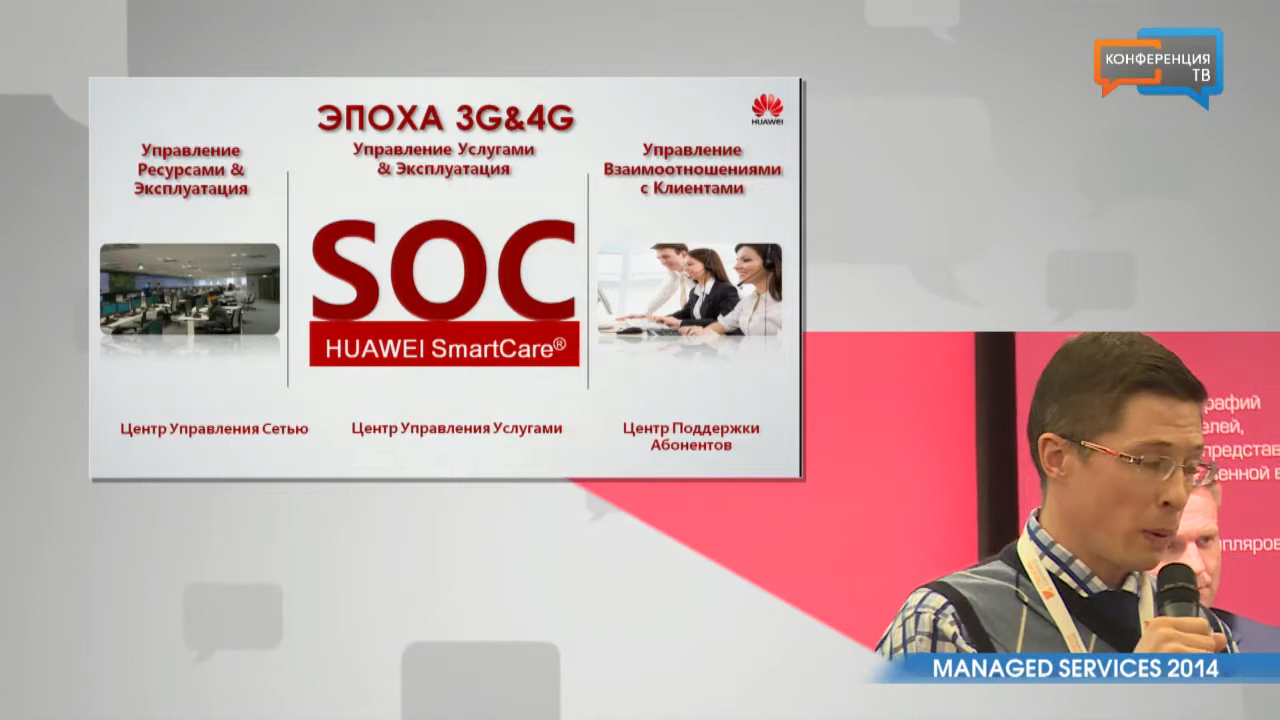 КОНФЕРЕНЦИЯ
ТВ
ЭПОХА 3G&4G
HUAWEI
Управление
Ресурсами &
Эксплуатация
Управление Услугами
& Эксплуатация
Управление
Взаимоотношениями
с Клиентами
SOC
HUAWEI SmartCare®
Центр Управления Сетью
Центр Управления Услугами
Центр Поддержки
Абонентов
MANAGED SERVICES 2014